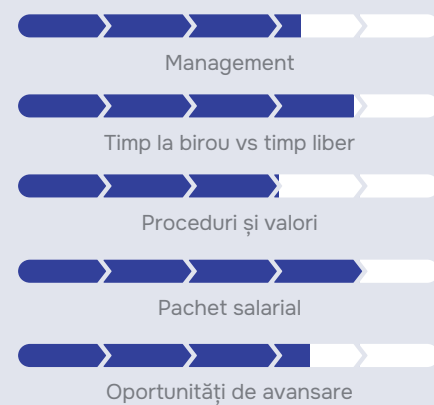 Management
Timp la birou vs timp liber
Proceduri și valori
Pachet salarial
Oportunități de avansare